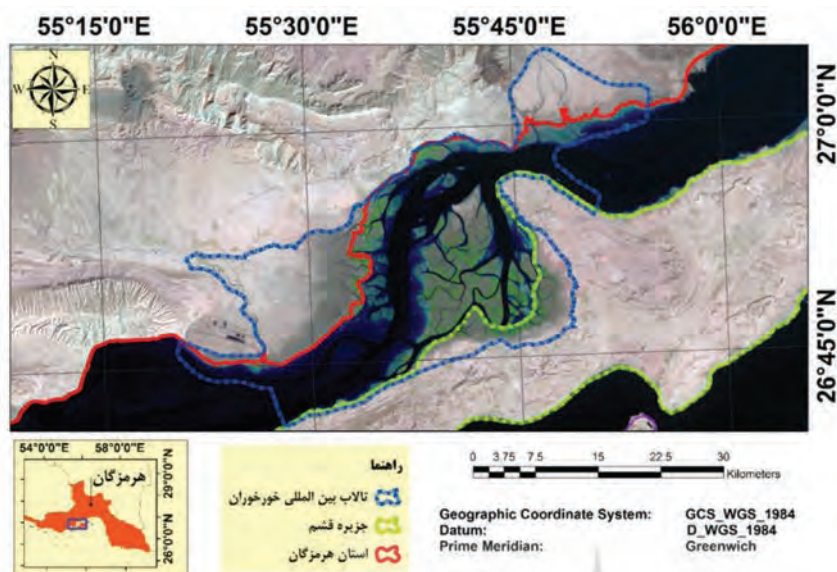 55°15'0"E 55°30'0"E 55°45'0"E 56°0'0"E
N
W E
S
27°0'0"N
26°45'0"N
54°0'0"E 58°0'0"E
هرمزگان
29°0'0"N
26°0'0"N
راهنما
تالاب بین المللی خورخوران
جزیره قشم
استان هرمزگان
0 3.75 7.5 15 22.5 30
Kilometers
Geographic Coordinate System: GCS_WGS_1984
Datum: D_WGS_1984
Prime Meridian: Greenwich